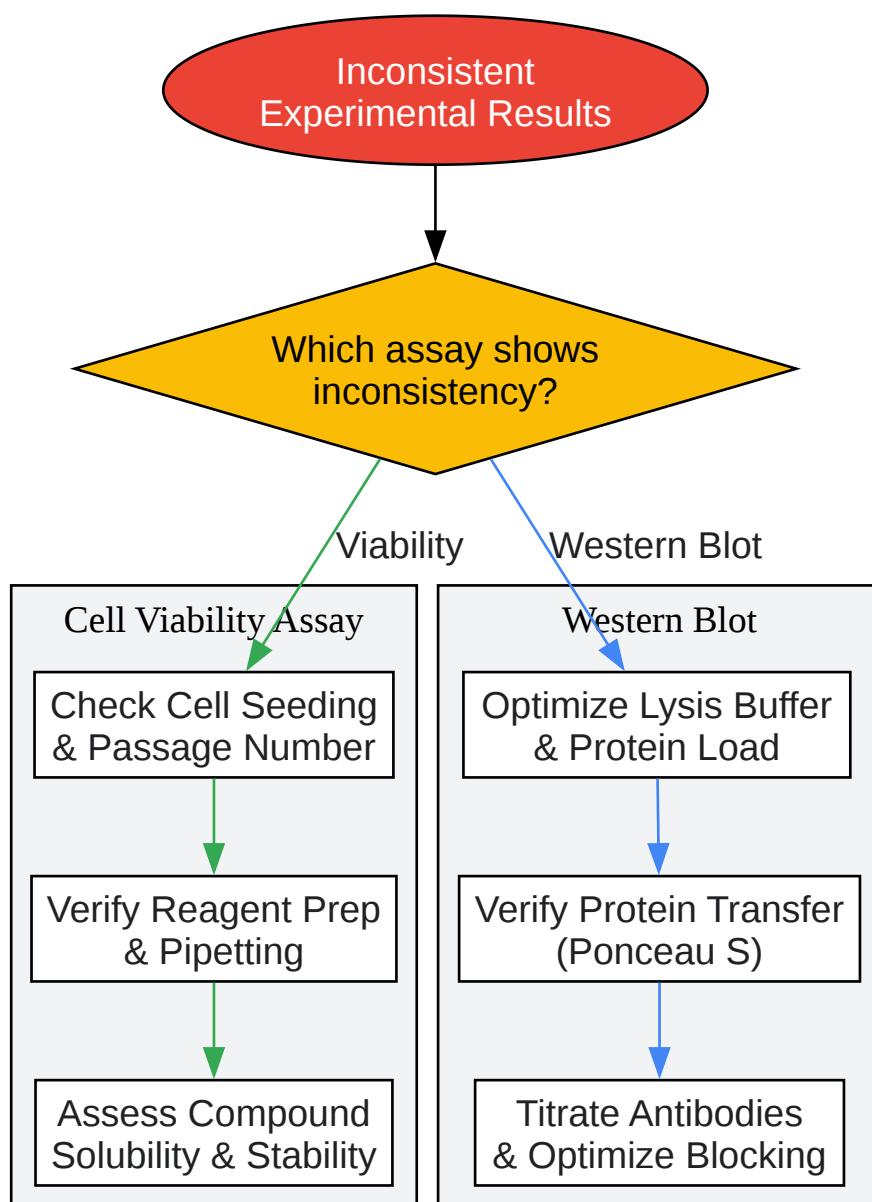 Inconsistent
Experimental Results
Which assay shows
inconsistency?
Viability
Western Blot
Cell Viability Assay
Check Cell Seeding
& Passage Number
Verify Reagent Prep
& Pipetting
Assess Compound
Solubility & Stability
Western Blot
Optimize Lysis Buffer
& Protein Load
Verify Protein Transfer
(Ponceau S)
Titrate Antibodies
& Optimize Blocking